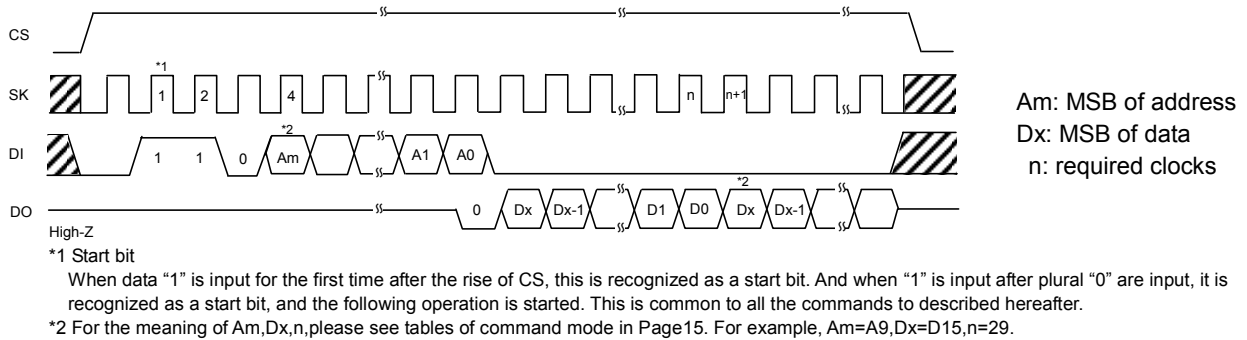 CS
*1
SK
1 2 4 n n+1
*2
DI
1 1 0 Am A1 A0
*2
DO
0 Dx Dx-1 D1 D0 Dx Dx-1
High-Z
Am: MSB of address
Dx: MSB of data
n: required clocks
*1 Start bit
When data “1” is input for the first time after the rise of CS, this is recognized as a start bit. And when “1” is input after plural “0” are input, it is
recognized as a start bit, and the following operation is started. This is common to all the commands to described hereafter.
*2 For the meaning of Am,Dx,n,please see tables of command mode in Page15. For example, Am=A9,Dx=D15,n=29.